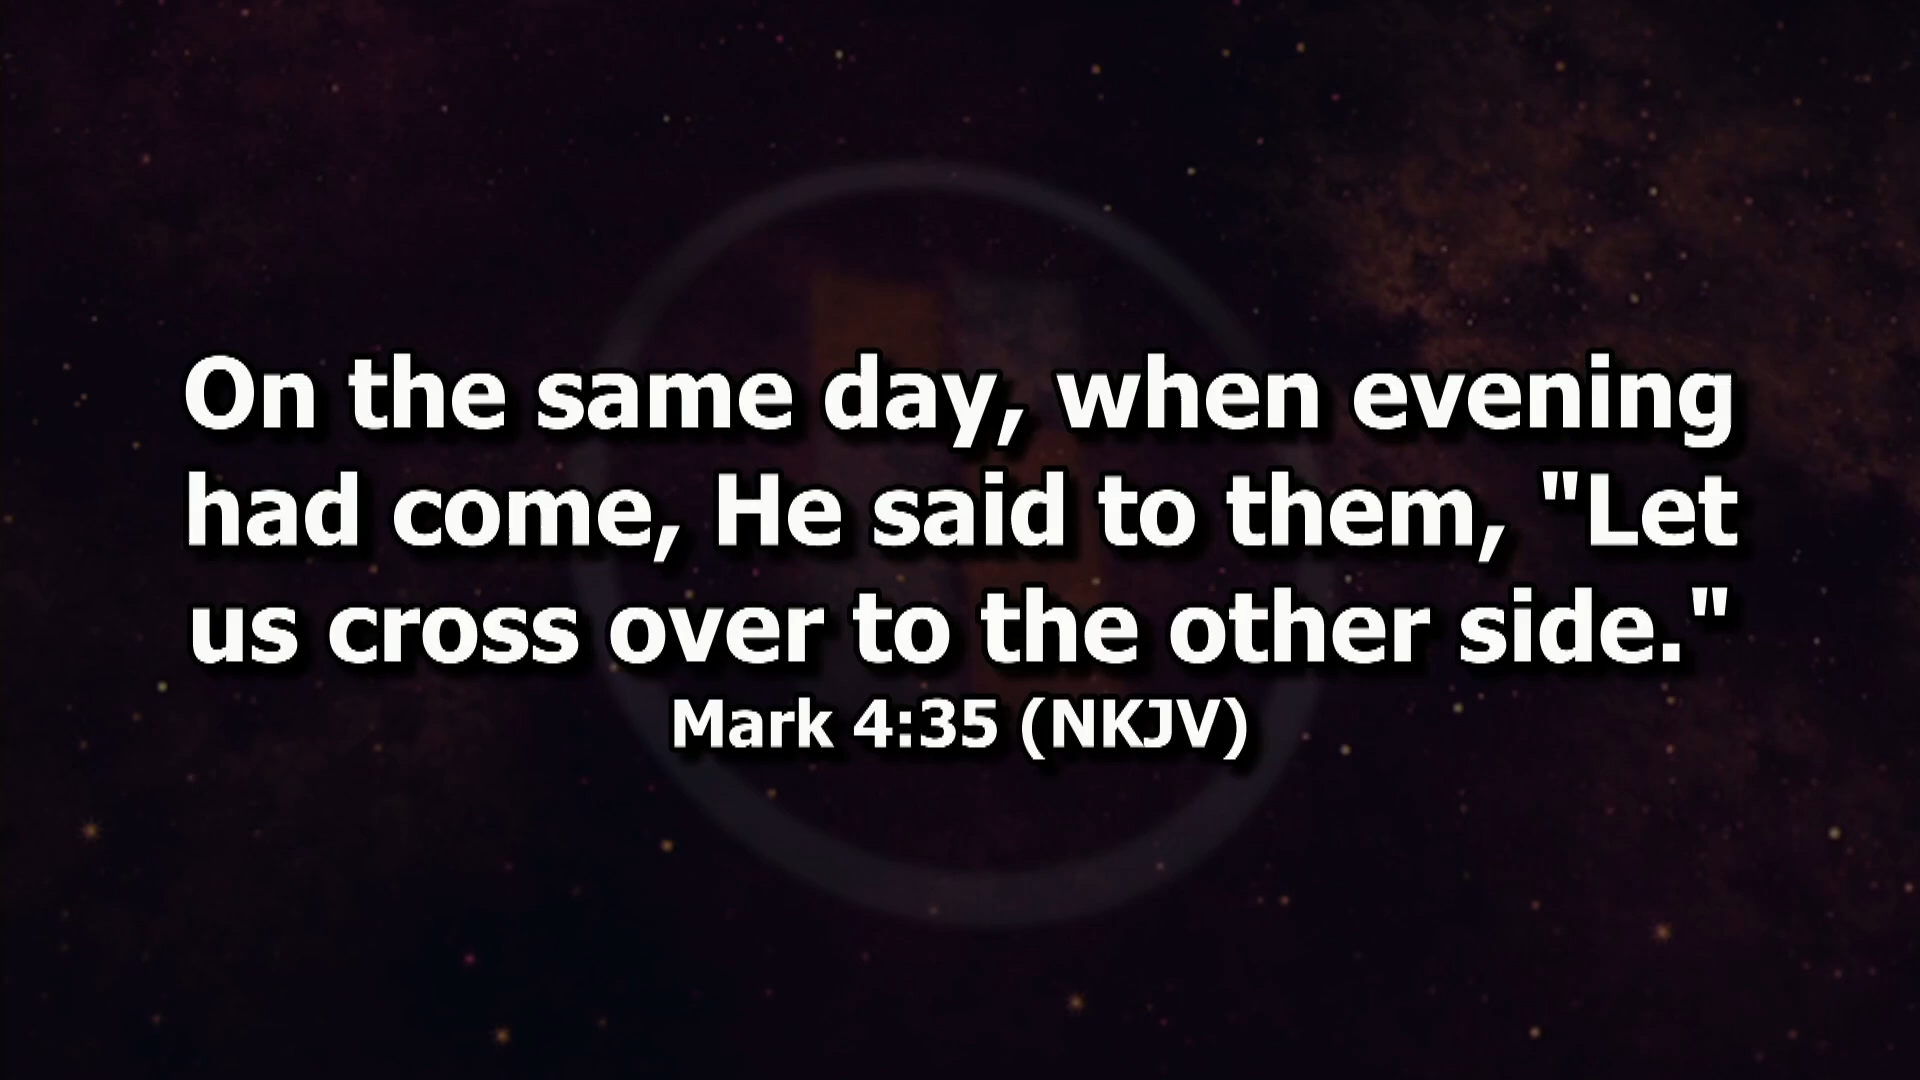 On the same day, when evening
had come, He said to them, "Let
us cross over to the other side."
Mark 4:35 (NKJV)